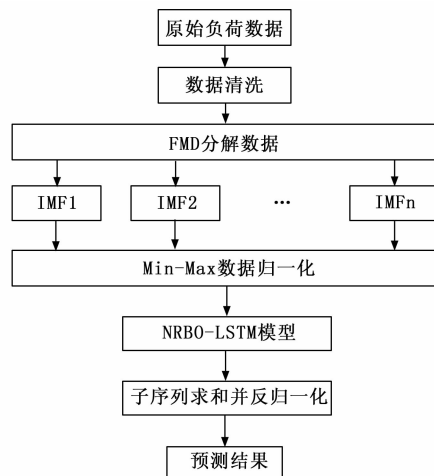 原始负荷数据
数据清洗
FMD分解数据
IMF1 IMF2 ... IMFn
Min-Max数据归一化
NRBO-LSTM模型
子序列求和并反归一化
预测结果